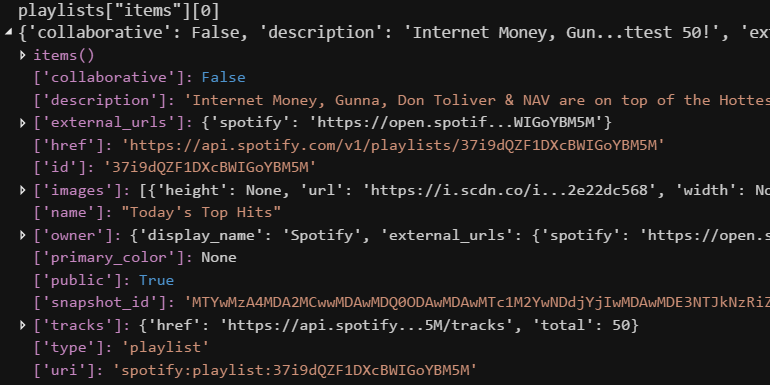 playlists["items"][0]
{'collaborative': False, 'description': 'Internet Money, Gun...ttest 50!', 'ex
items()
['collaborative']: False
['description']: 'Internet Money, Gunna, Don Toliver & NAV are on top of the Hottes
['external_urls']: {'spotify': 'https://open.spotif...WIGoYBM5M'}
['href']: 'https://api.spotify.com/v1/playlists/37i9dQZF1DXcBWIGoYBM5M'
['id']: '37i9dQZF1DXcBWIGoYBM5M'
['images']: [{'height': None, 'url': 'https://i.scdn.co/i...2e22dc568', 'width': No
['name']: "Today's Top Hits"
['owner']: {'display_name': 'Spotify', 'external_urls': {'spotify': 'https://open.s
['primary_color']: None
['public']: True
['snapshot_id']: 'MTYwMzA4MDA2MCwwMDAwMDQ0ODAwMDAwMTc1M2YwNDdjYjIwMDAwMDE3NTJkNzRiZ
['tracks']: {'href': 'https://api.spotify...5M/tracks', 'total': 50}
['type']: 'playlist'
['uri']: 'spotify:playlist:37i9dQZF1DXcBWIGoYBM5M'